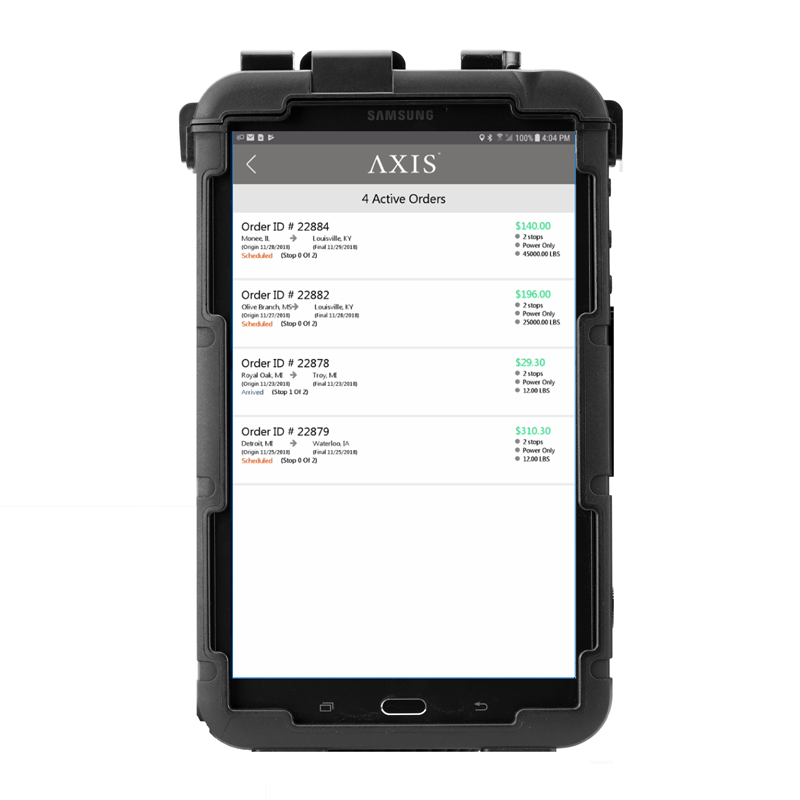 SAMSUNG
100% 4:04 PM
AXIS
4 Active Orders
Order ID # 22884
$140.00
Monee, IL Louisville, KY
2 stops
(Origin 11/28/2018) (Final 11/29/2018)
Power Only
Scheduled (Stop 0 Of 2)
45000.00 LBS
Order ID # 22882
$196.00
Olive Branch, MS Louisville, KY
2 stops
(Origin 11/27/2018) (Final 11/28/2018)
Power Only
Scheduled (Stop 0 Of 2)
25000.00 LBS
Order ID # 22878
$29.30
Royal Oak, MI Troy, MI
2 stops
(Origin 11/23/2018) (Final 11/23/2018)
Power Only
Arrived (Stop 1 Of 2)
12.00 LBS
Order ID # 22879
$310.30
Detroit, MI Waterloo, IA
2 stops
(Origin 11/25/2018) (Final 11/25/2018)
Power Only
Scheduled (Stop 0 Of 2)
12.00 LBS